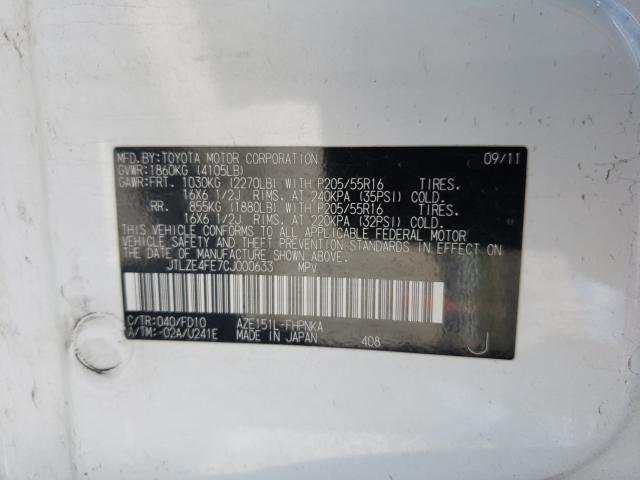 MFD. BY:TOYOTA MOTOR CORPORATION 09/11
GVWR:1860KG (4105LB)
GAWR:FRT. 1030KG (2270LB) WITH P205/55R16 TIRES.
16X6 1/2J RIMS. AT 240KPA (35PSI) COLD.
RR. 855KG (1880LB) WITH P205/55R16 TIRES.
16X6 1/2J RIMS. AT 220KPA (32PSI) COLD.
THIS VEHICLE CONFORMS TO ALL APPLICABLE FEDERAL MOTOR
VEHICLE SAFETY AND THEFT PREVENTION STANDARDS IN EFFECT ON
THE DATE OF MANUFACTURE SHOWN ABOVE.
JTLZE4FE7CJ000633 MPV
C/TR:040/FD10 AZE151L-FHPNKA
A/TM:-02A/U241E MADE IN JAPAN 408 J